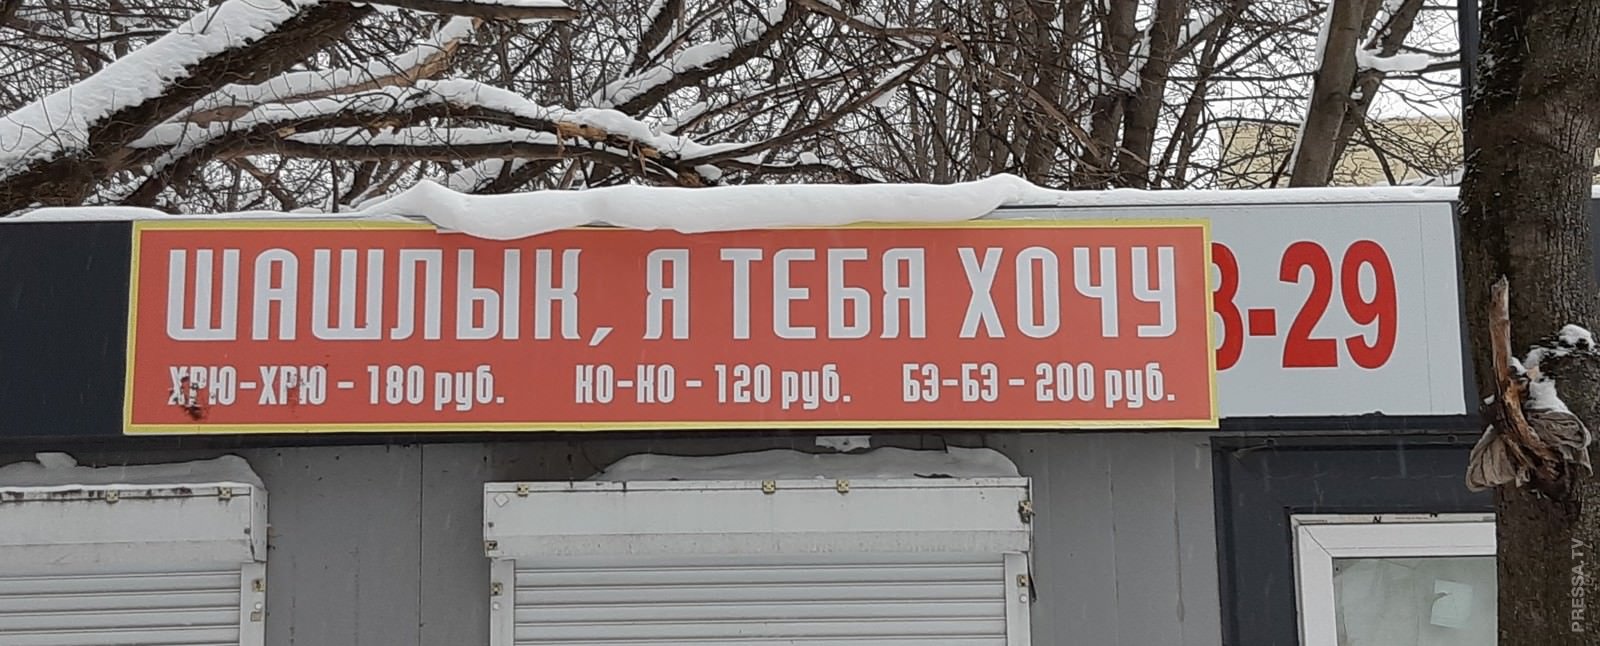 ШАШЛЫК, Я ТЕБЯ ХОЧУ
ХРЮ-ХРЮ - 180 руб. КО-КО - 120 руб. БЭ-БЭ - 200 руб.
-29
PRESSA.TV